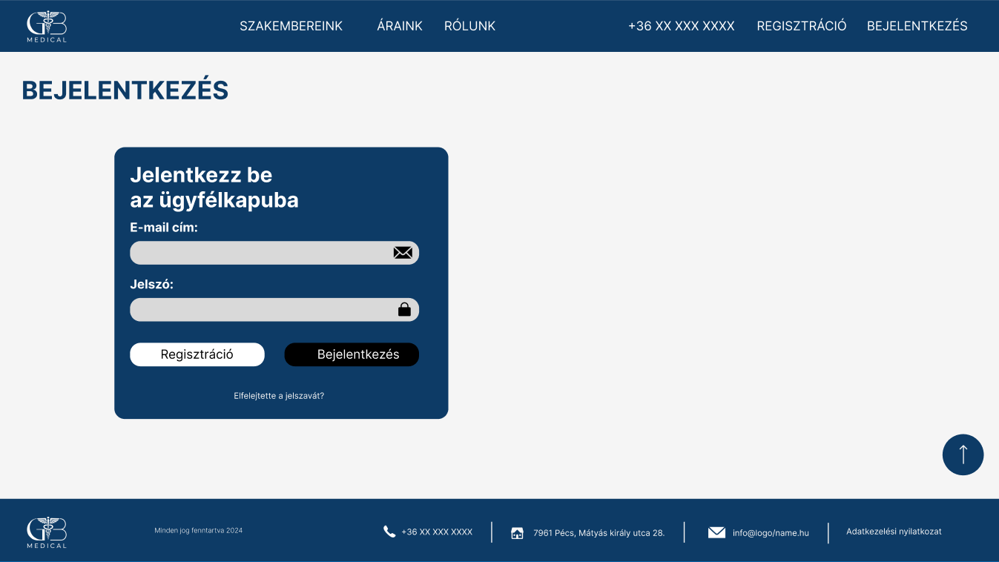 GB
MEDICAL
SZAKEMBEREINK
ÁRAINK
RÓLUNK
+36 XX XXX XXXX
REGISZTRÁCIÓ
BEJELENTKEZÉS
BEJELENTKEZÉS
Jelentkezz be
az ügyfélkapuba
E-mail cím:
Jelszó:
Regisztráció
Bejelentkezés
Elfelejtette a jelszavát?
GB
MEDICAL
Minden jog fenntartva 2024
+36 XX XXX XXXX
7961 Pécs, Mátyás király utca 28.
info@logo/name.hu
Adatkezelési nyilatkozat